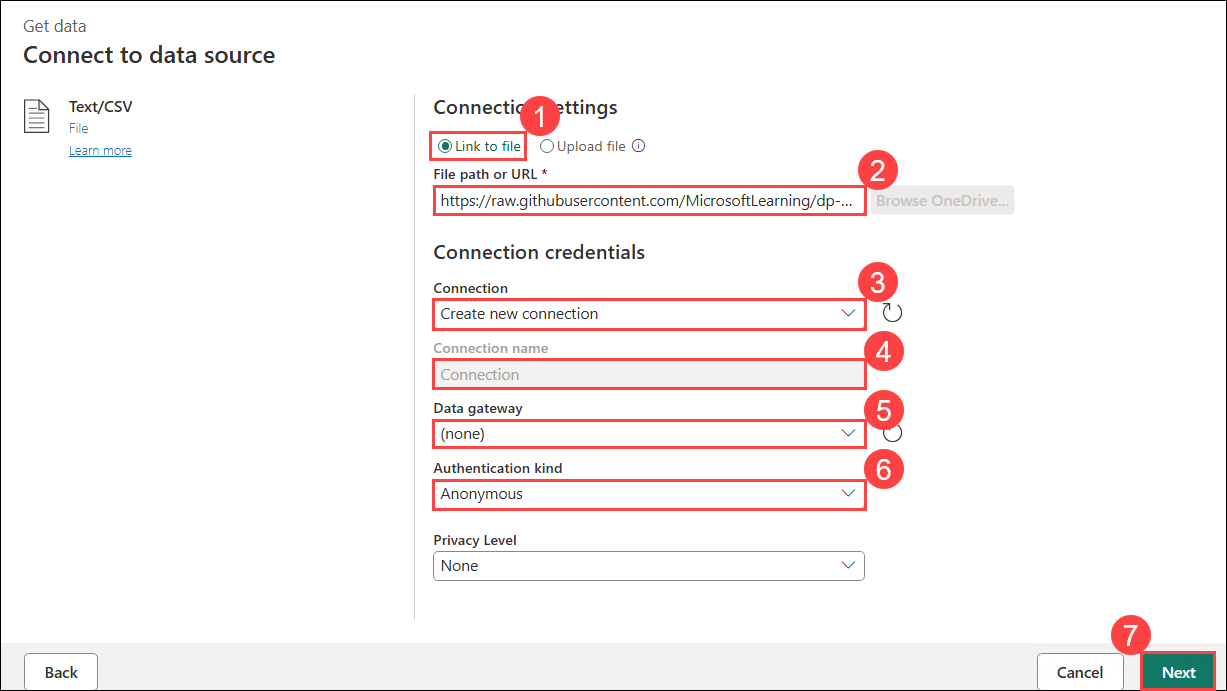 Get data
Connect to data source
Text/CSV
File
Learn more
Connection settings
1
Link to file
Upload file
File path or URL *
2
https://raw.githubusercontent.com/MicrosoftLearning/dp-...
Browse OneDrive...
Connection credentials
Connection
3
Create new connection
Connection name
4
Connection
Data gateway
5
(none)
Authentication kind
6
Anonymous
Privacy Level
None
7
Back
Cancel
Next